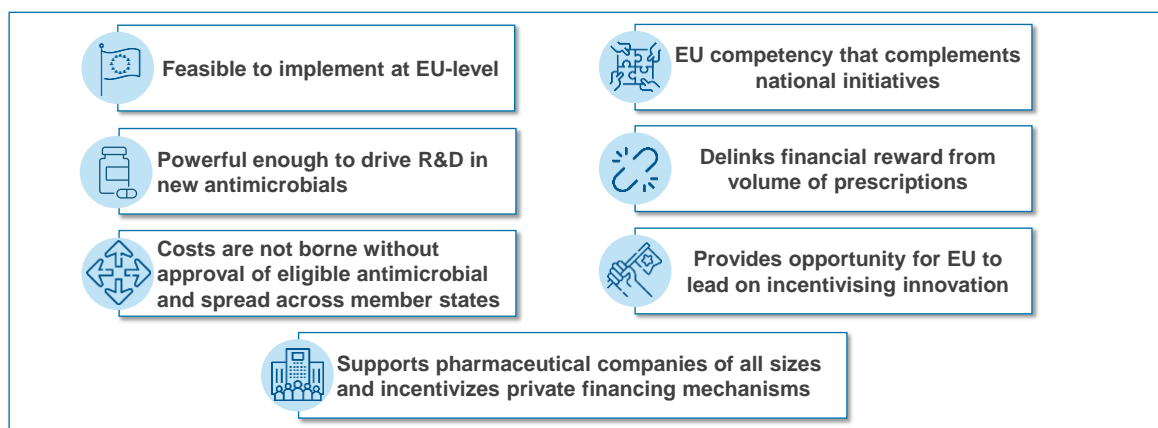 Feasible to implement at EU-level
EU competency that complements
national initiatives
Powerful enough to drive R&D in
new antimicrobials
Delinks financial reward from
volume of prescriptions
Costs are not borne without
approval of eligible antimicrobial
and spread across member states
Provides opportunity for EU to
lead on incentivising innovation
Supports pharmaceutical companies of all sizes
and incentivizes private financing mechanisms